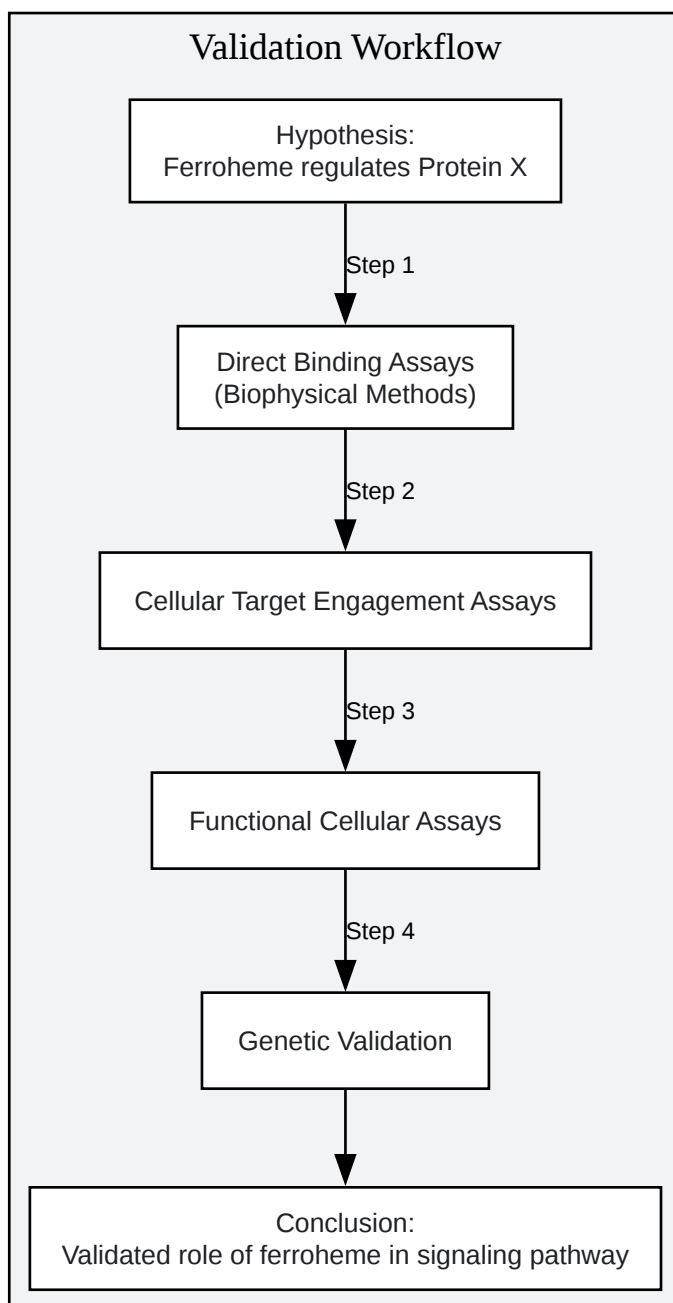 Validation Workflow
Hypothesis:
Ferroheme regulates Protein X
Step 1
Direct Binding Assays
(Biophysical Methods)
Step 2
Cellular Target Engagement Assays
Step 3
Functional Cellular Assays
Step 4
Genetic Validation
Conclusion:
Validated role of ferroheme in signaling pathway